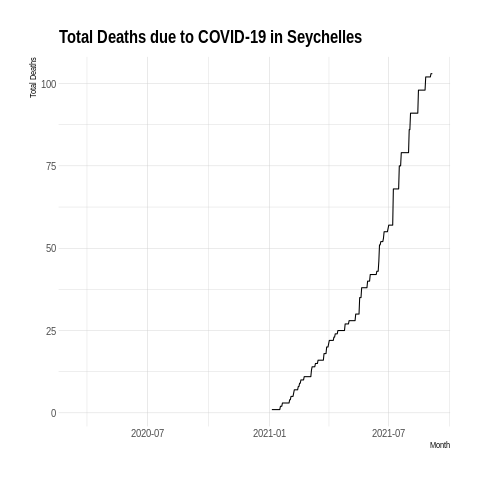 Total Deaths due to COVID-19 in Seychelles
Total Deaths
100
75
50
25
0
2020-07 2021-01 2021-07
Month